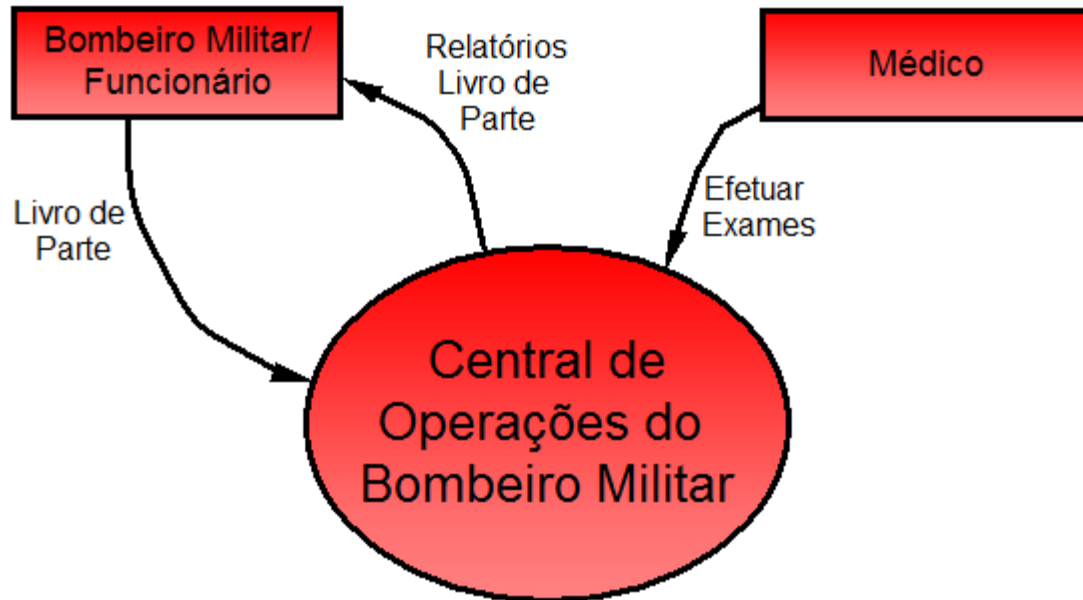 Bombeiro Militar/
Funcionário
Relatórios
Livro de
Parte
Médico
Livro de
Parte
Efetuar
Exames
Central de
Operações do
Bombeiro Militar